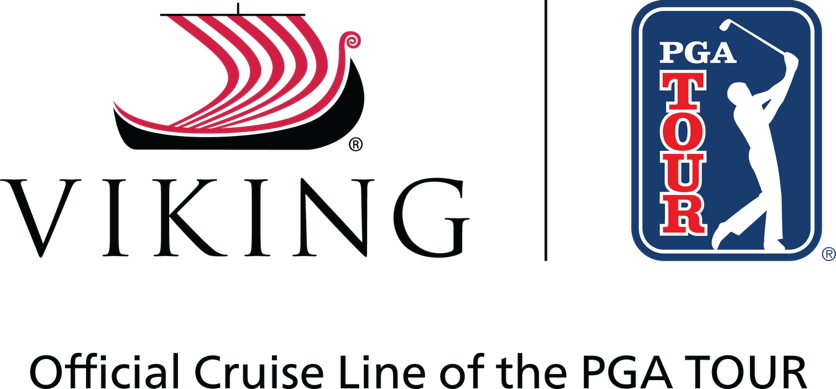 VIKING
®
PGA
TOUR
®
Official Cruise Line of the PGA TOUR